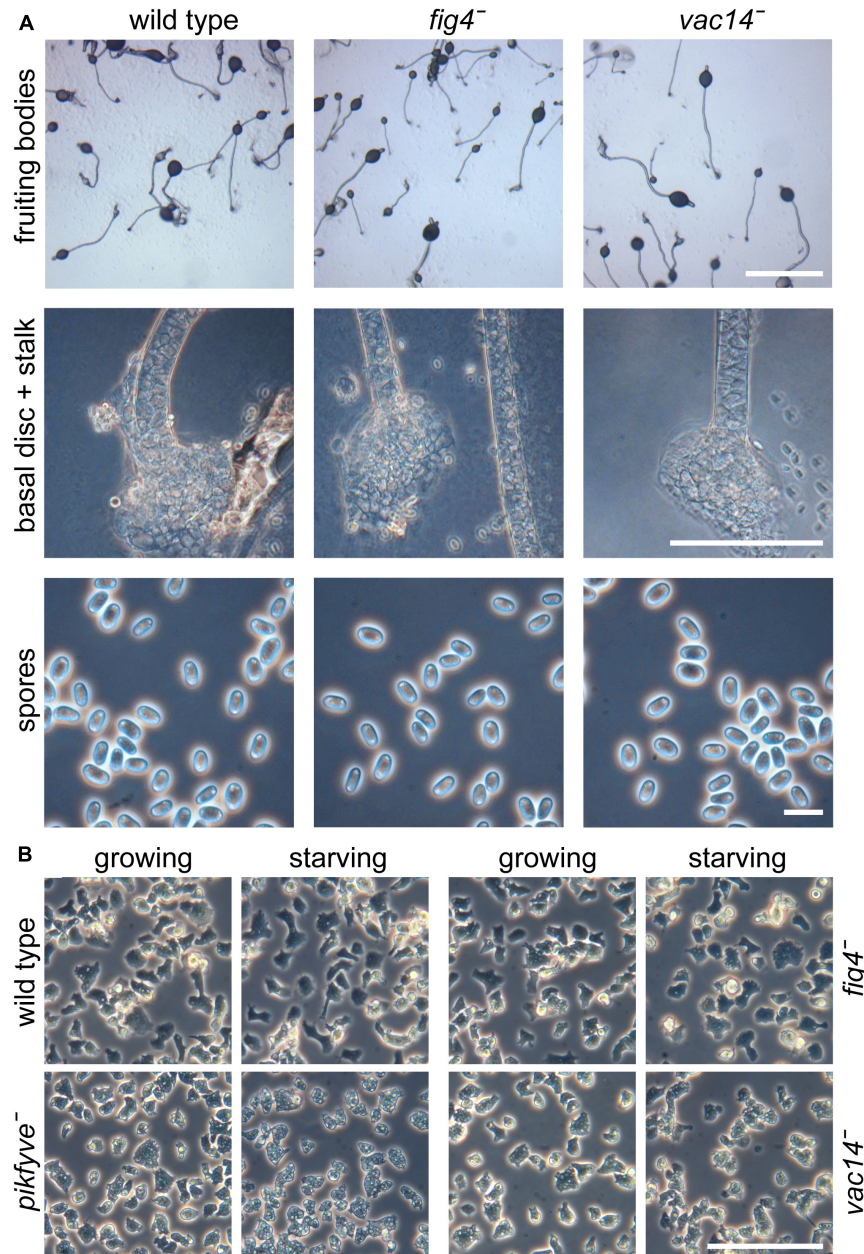 A
wild type fig4⁻ vac14⁻
fruiting bodies
basal disc + stalk
spores
B
growing starving growing starving
wild type
fig4⁻
pikfyve⁻
vac14⁻